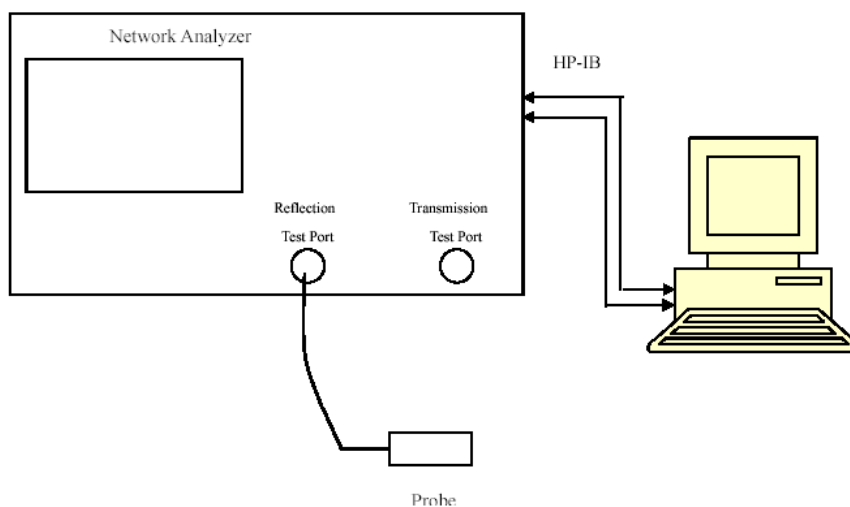 Network Analyzer
HP-IB
Reflection
Test Port
Transmission
Test Port
Probe